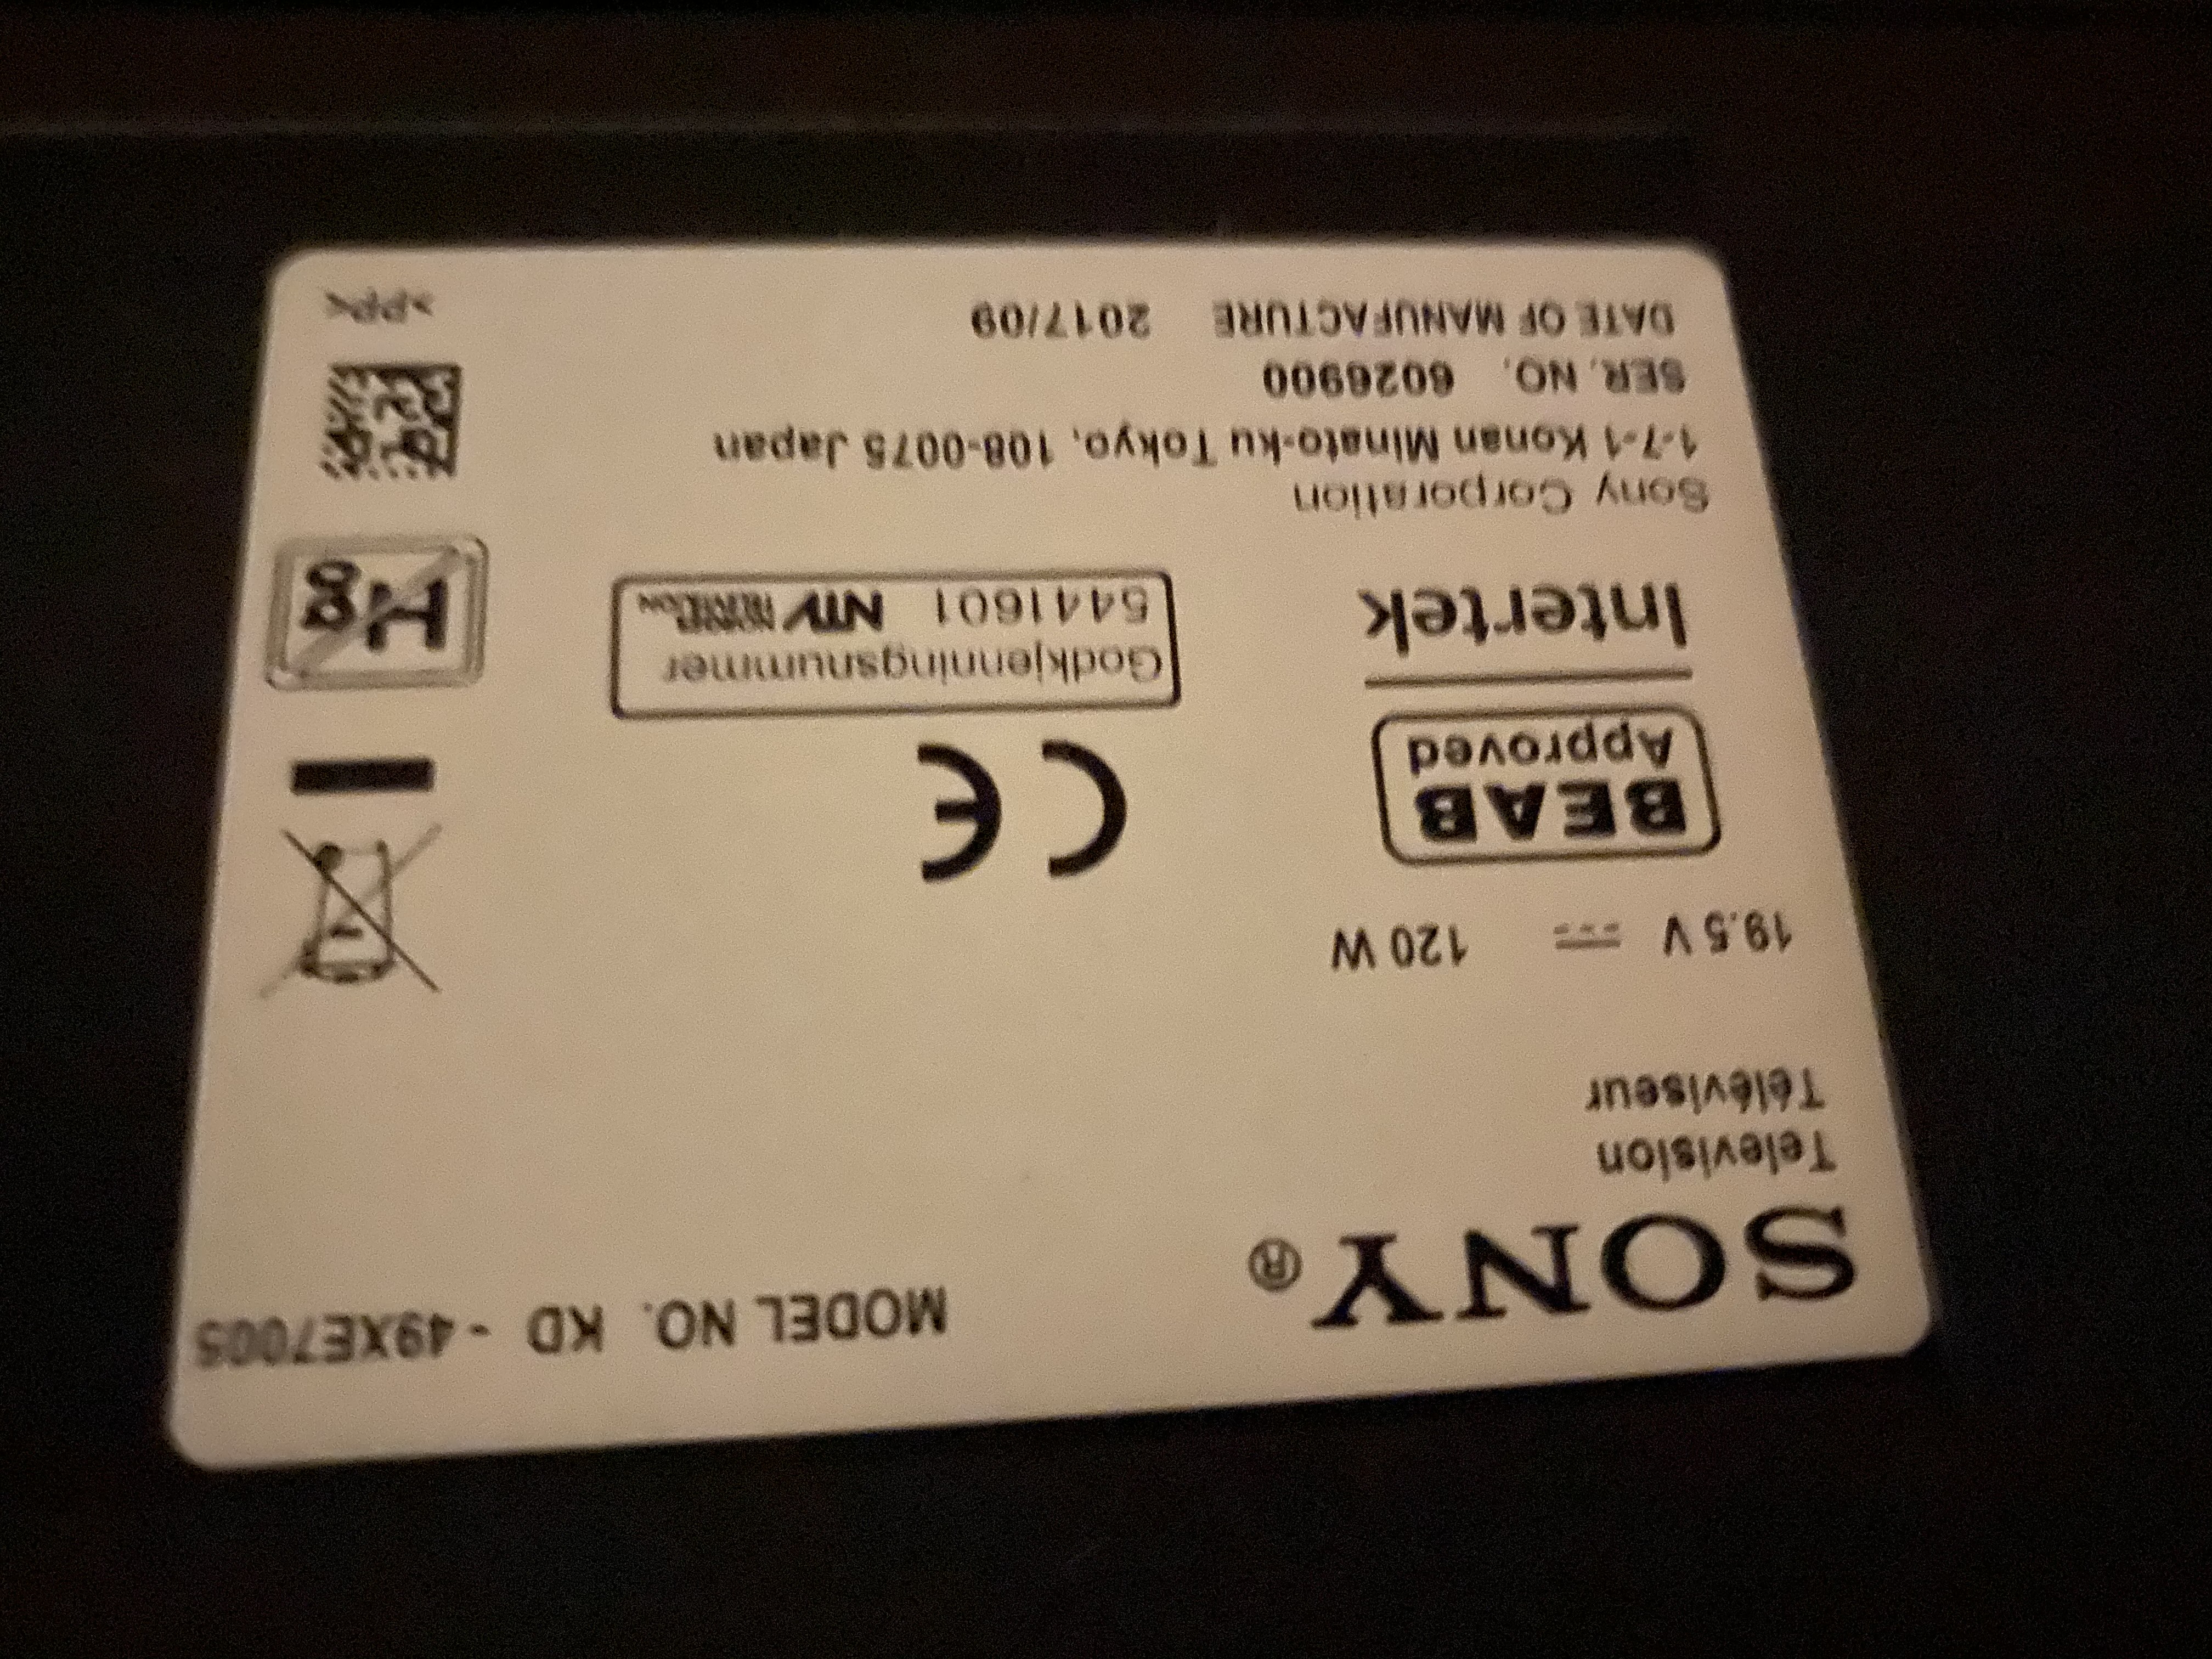 SONY®
MODEL NO. KD - 49XE7005
Television
Téléviseur
19.5 V 120 W
BEAB
Approved
Intertek
CE
Godkjenningsnummer
5441601 NTV
Hg
Sony Corporation
1-7-1 Konan Minato-ku Tokyo, 108-0075 Japan
SER. NO. 6026900
DATE OF MANUFACTURE 2017/09
>PP<